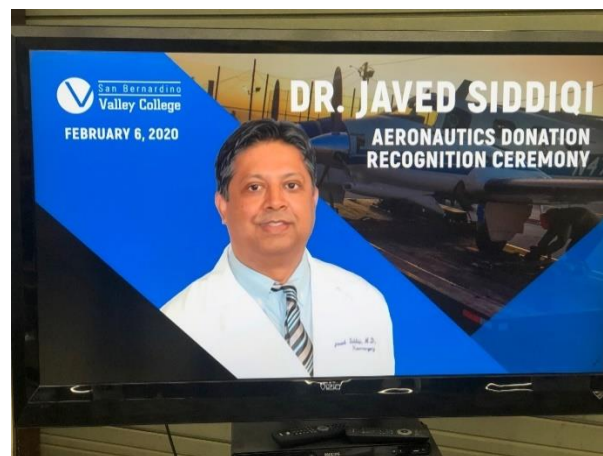 San Bernardino
Valley College
FEBRUARY 6, 2020
DR. JAVED SIDDIQI
AERONAUTICS DONATION
RECOGNITION CEREMONY